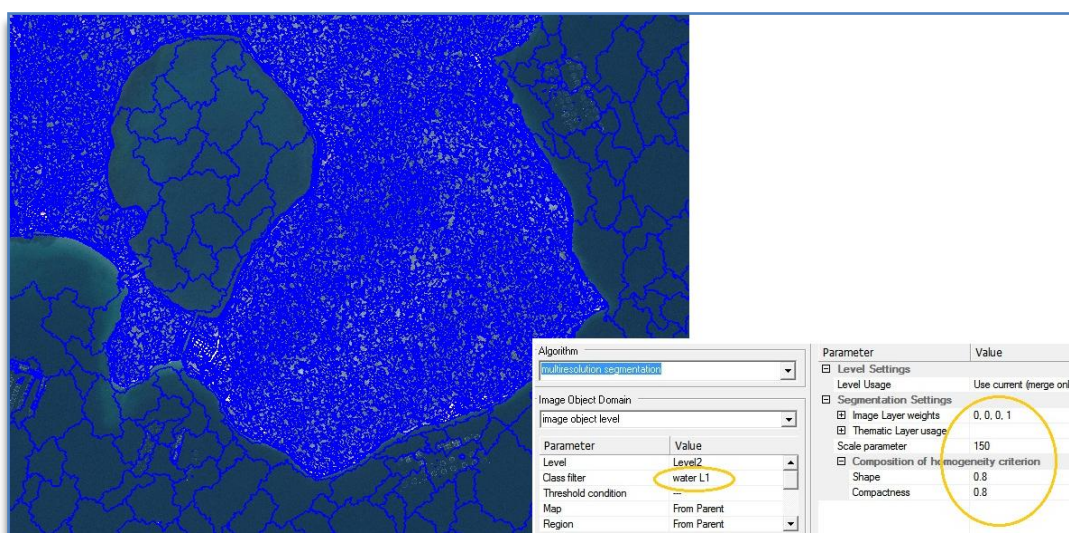 Algorithm
multiresolution segmentation
Image Object Domain
image object level
Parameter Value
Level Level2
Class filter water L1
Threshold condition ---
Map From Parent
Region From Parent
Parameter Value
Level Settings
Level Usage Use current (merge onl
Segmentation Settings
Image Layer weights 0, 0, 0, 1
Thematic Layer usage
Scale parameter 150
Composition of homogeneity criterion
Shape 0.8
Compactness 0.8